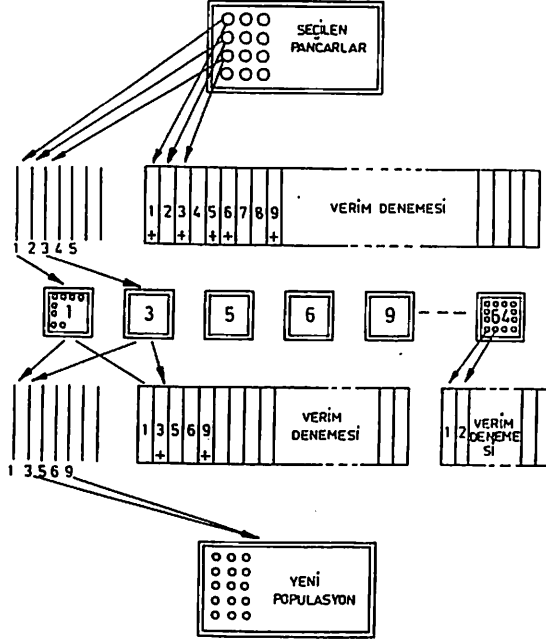 SEÇİLEN
PANCARLAR
1 2 3 4 5 6 7 8 9
+ + + + +
VERİM DENEMESİ
1 2 3 4 5
1 3 5 6 9 64
1 3 5 6 9
+ +
VERİM
DENEMESİ
1 2
VERİM
DENEME
Sİ
1 3 5 6 9
YENİ
POPULASYON